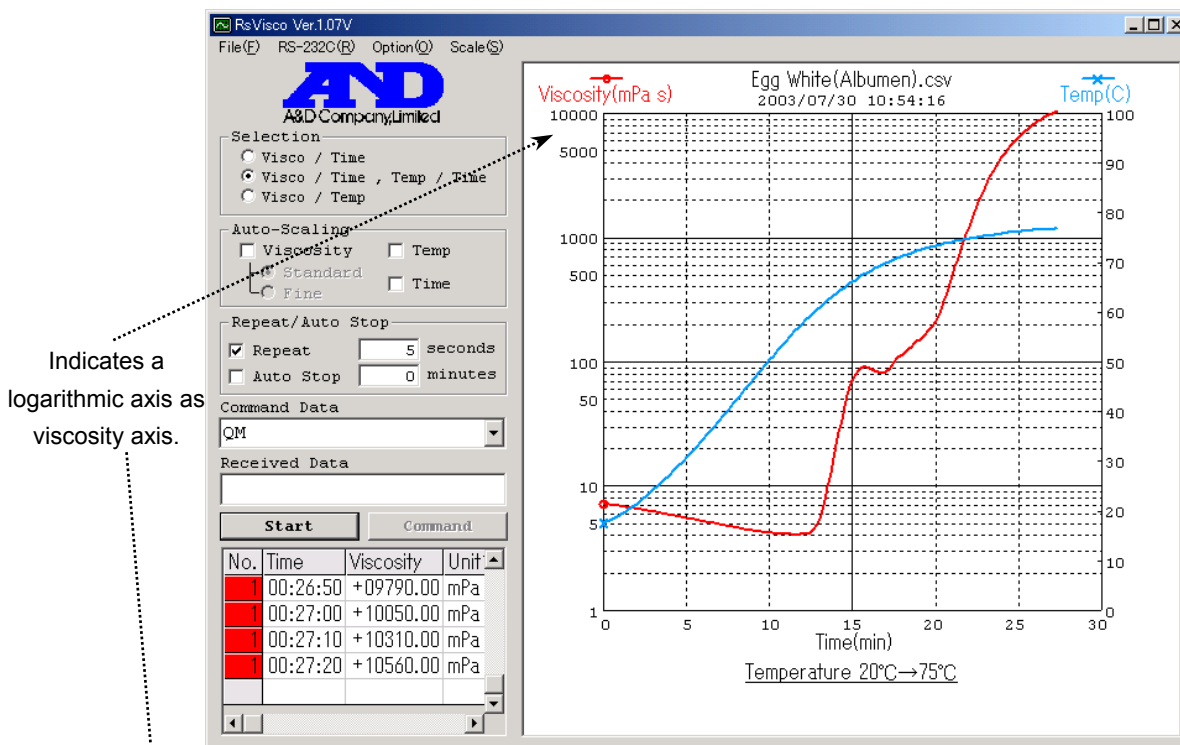 RsVisco Ver.1.07V
File(F) RS-232C(R) Option(O) Scale(S)
AND
A&D Company,Limited
Selection
Visco / Time
Visco / Time , Temp / Time
Visco / Temp
Auto-Scaling
Viscosity Temp
Standard
Fine Time
Repeat/Auto Stop
Repeat 5 seconds
Auto Stop 0 minutes
Command Data
QM
Received Data
Start Command
No. Time Viscosity Unit
1 00:26:50 +09790.00 mPa
1 00:27:00 +10050.00 mPa
1 00:27:10 +10310.00 mPa
1 00:27:20 +10560.00 mPa
Indicates a
logarithmic axis as
viscosity axis.
Egg White(Albumen).csv
2003/07/30 10:54:16
Viscosity(mPa s)
Temp(C)
10000
5000
1000
500
100
50
10
5
1
100
90
80
70
60
50
40
30
20
10
0
0 5 10 15 20 25 30
Time(min)
Temperature 20°C→75°C